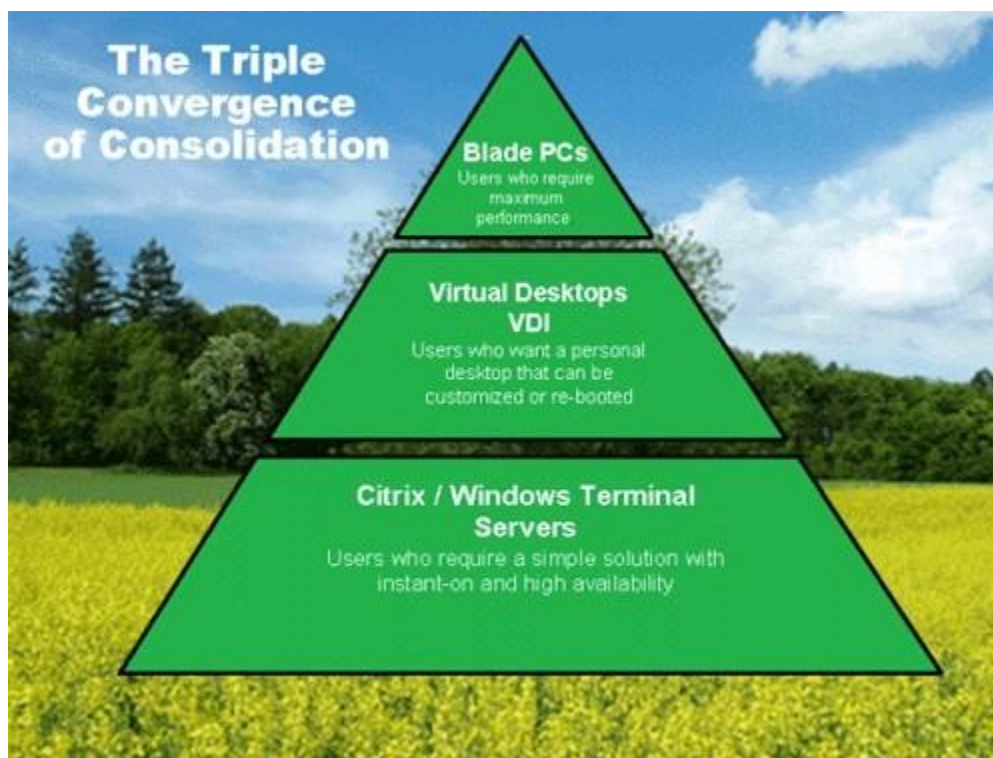 The Triple
Convergence
of Consolidation
Blade PCs
Users who require
maximum
performance
Virtual Desktops
VDI
Users who want a personal
desktop that can be
customized or re-booted
Citrix / Windows Terminal
Servers
Users who require a simple solution with
instant-on and high availability